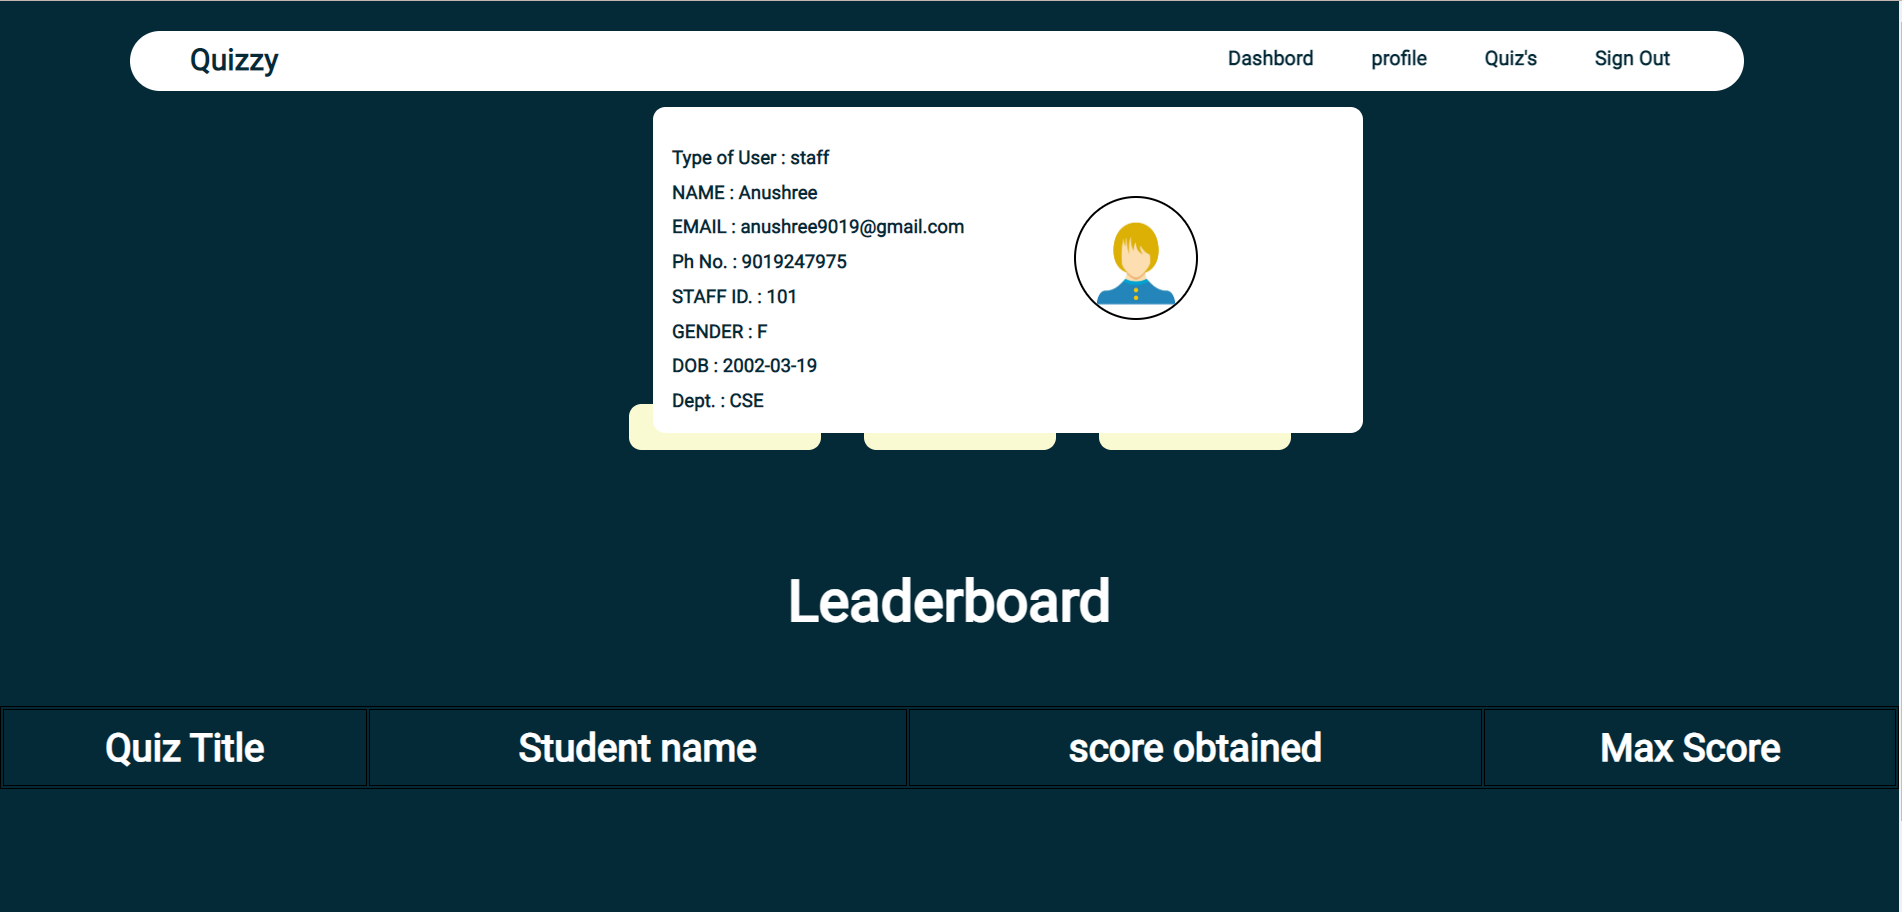 Quizzy Dashbord profile Quiz's Sign Out
Type of User : staff
NAME : Anushree
EMAIL : anushree9019@gmail.com
Ph No. : 9019247975
STAFF ID. : 101
GENDER : F
DOB : 2002-03-19
Dept. : CSE
Leaderboard
Quiz Title Student name score obtained Max Score